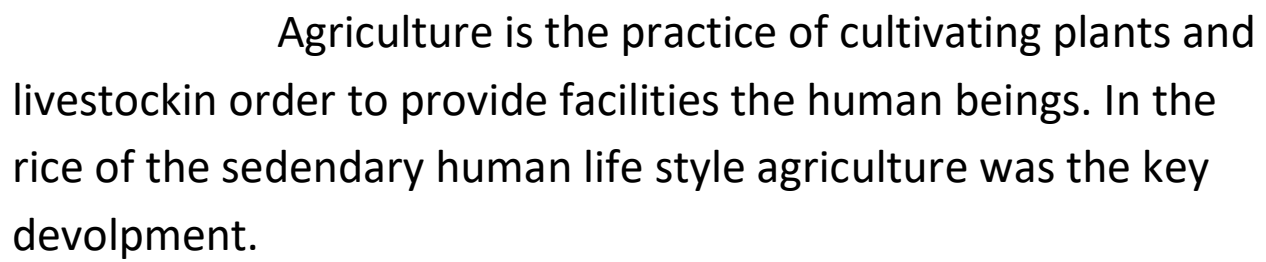 Agriculture is the practice of cultivating plants and
livestockin order to provide facilities the human beings. In the
rice of the sedendary human life style agriculture was the key
devolpment.